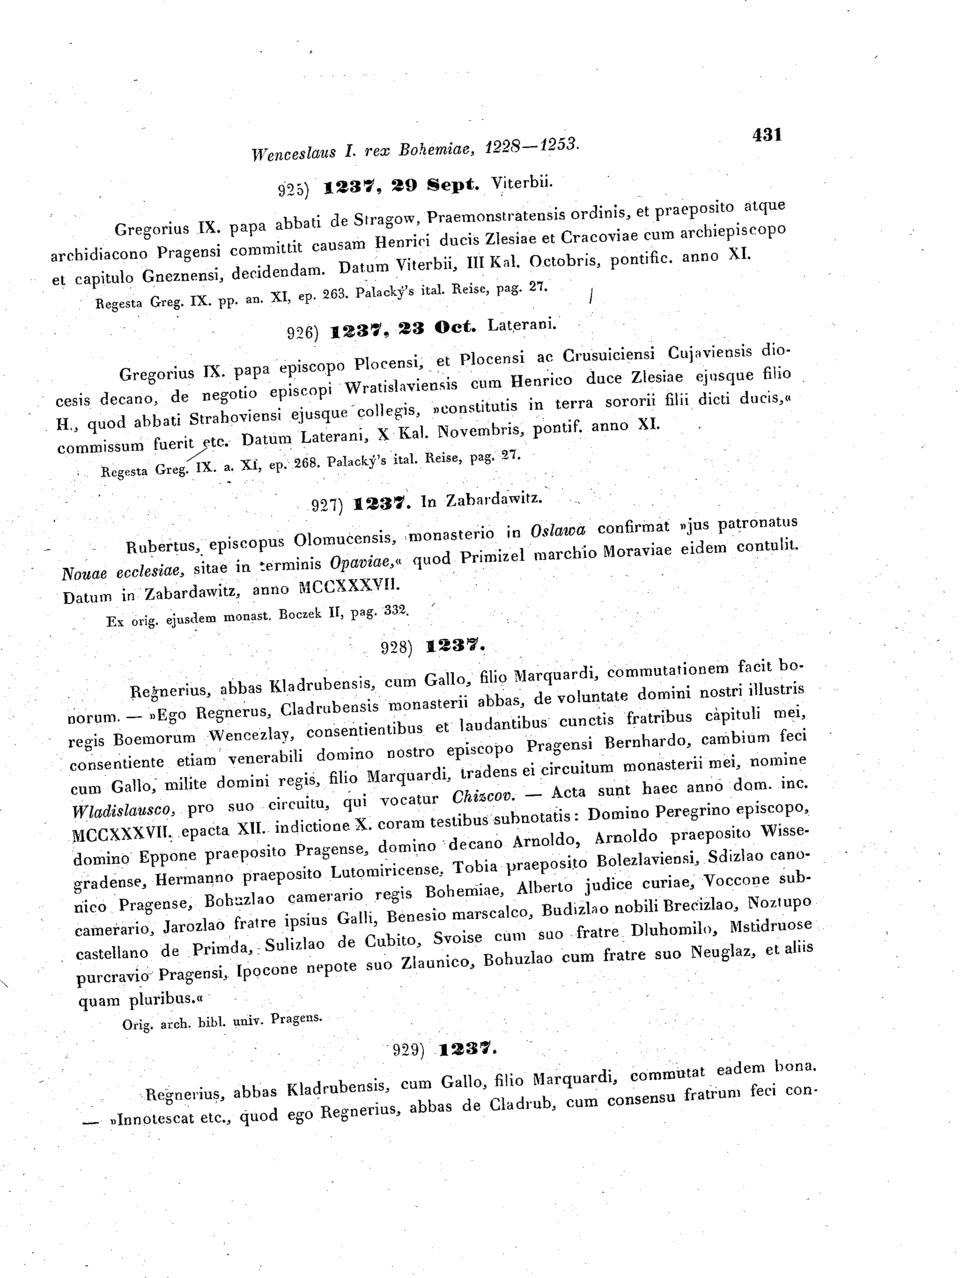 Wenceslaus I. rex Bohemiae, 1228—1253.
431
925) 1237, 29 Sept. Viterbii.
Gregorius IX. papa abbati de Stragow, Praemonstratensis ordinis, et praeposito atque
archidiacono Pragensi committit causam Henrici ducis Zlesiae et Cracoviae cum archiepiscopo
et capitulo Gneznensi, decidendam. Datum Viterbii, III Kal. Octobris, pontific. anno XI.
Regesta Greg. IX. pp. an. XI, ep. 263. Palacký's ital. Reise, pag. 27.
926) 1237, 23 Oct. Laterani.
Gregorius IX. papa episcopo Plocensi, et Plocensi ac Crusuiciensi Cujaviensis dio-
cesis decano, de negotio episcopi Wratislaviensis cum Henrico duce Zlesiae ejusque filio
H., quod abbati Strahoviensi ejusque collegis, »constitutis in terra sororii filii dicti ducis,«
commissum fuerit etc. Datum Laterani, X Kal. Novembris, pontif. anno XI.
Regesta Greg. IX. a. XI, ep. 268. Palacký's ital. Reise, pag. 27.
927) 1237. In Zabardawitz.
Rubertus, episcopus Olomucensis, monasterio in Oslawa confirmat »jus patronatus
Nouae ecclesiae, sitae in terminis Opaviae,« quod Primizel marchio Moraviae eidem contulit.
Datum in Zabardawitz, anno MCCXXXVII.
Ex orig. ejusdem monast. Boczek II, pag. 332.
928) 1237.
Regnerius, abbas Kladrubensis, cum Gallo, filio Marquardi, commutationem facit bo-
norum. — »Ego Regnerus, Cladrubensis monasterii abbas, de voluntate domini nostri illustris
regis Boemorum Wencezlay, consentientibus et laudantibus cunctis fratribus capituli mei,
consentiente etiam venerabili domino nostro episcopo Pragensi Bernhardo, cambium feci
cum Gallo, milite domini regis, filio Marquardi, tradens ei circuitum monasterii mei, nomine
Wladislausco, pro suo circuitu, qui vocatur Chizcov. — Acta sunt haec anno dom. inc.
MCCXXXVII. epacta XII. indictione X. coram testibus subnotatis: Domino Peregrino episcopo,
domino Eppone praeposito Pragense, domino decano Arnoldo, Arnoldo praeposito Wisse-
gradense, Hermanno praeposito Lutomiricense, Tobia praeposito Bolezlaviensi, Sdizlao cano-
nico Pragense, Bohuzlao camerario regis Bohemiae, Alberto judice curiae, Voccone sub-
camerario, Jarozlao fratre ipsius Galli, Benesio marscalco, Budizlao nobili Brecizlao, Noztupo
castellano de Primda, Sulizlao de Cubito, Svoise cum suo fratre Dluhomilo, Mstidruose
purcravio Pragensi, Ipocone nepote suo Zlaunico, Bohuzlao cum fratre suo Neuglaz, et aliis
quam pluribus.«
Orig. arch. bibl. univ. Pragens.
929) 1237.
Regnerius, abbas Kladrubensis, cum Gallo, filio Marquardi, commutat eadem bona.
— »Innotescat etc., quod ego Regnerius, abbas de Cladrub, cum consensu fratrum feci con-